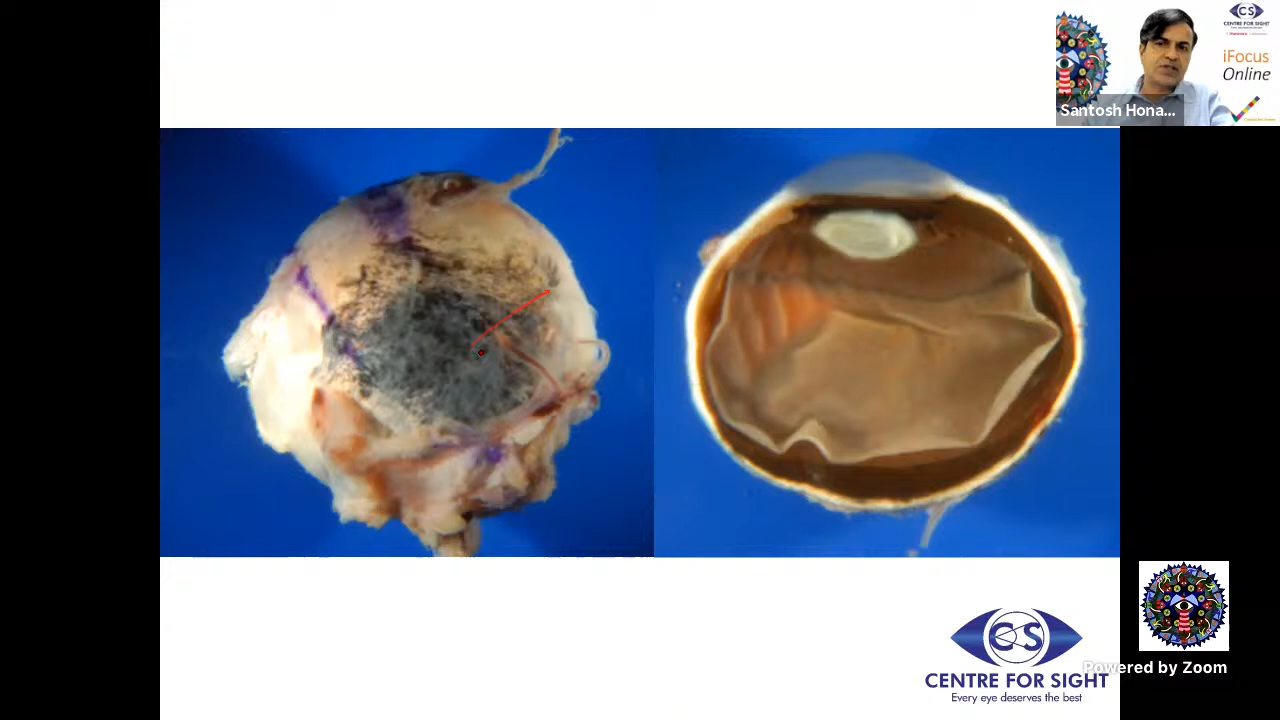 CS
CENTRE FOR SIGHT
iFocus
Online
Santosh Hona...
CS
CENTRE FOR SIGHT
Every eye deserves the best
Powered by Zoom